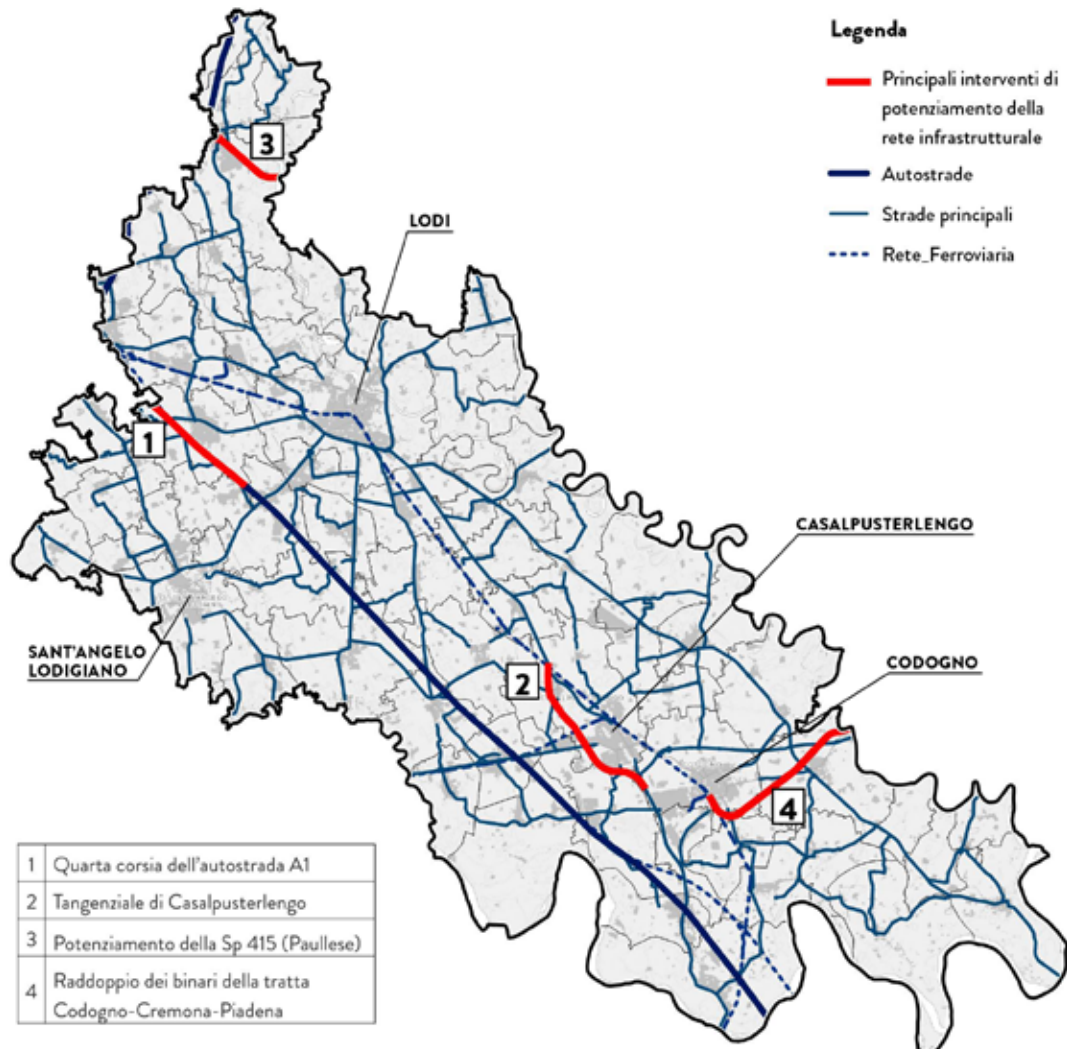 Legenda
Principali interventi di
potenziamento della
rete infrastrutturale
Autostrade
Strade principali
Rete_Ferroviaria
3
LODI
1
CASALPUSTERLENGO
SANT'ANGELO
LODIGIANO
2
CODOGNO
4
1 Quarta corsia dell'autostrada A1
2 Tangenziale di Casalpusterlengo
3 Potenziamento della Sp 415 (Paullese)
4 Raddoppio dei binari della tratta
Codogno-Cremona-Piadena